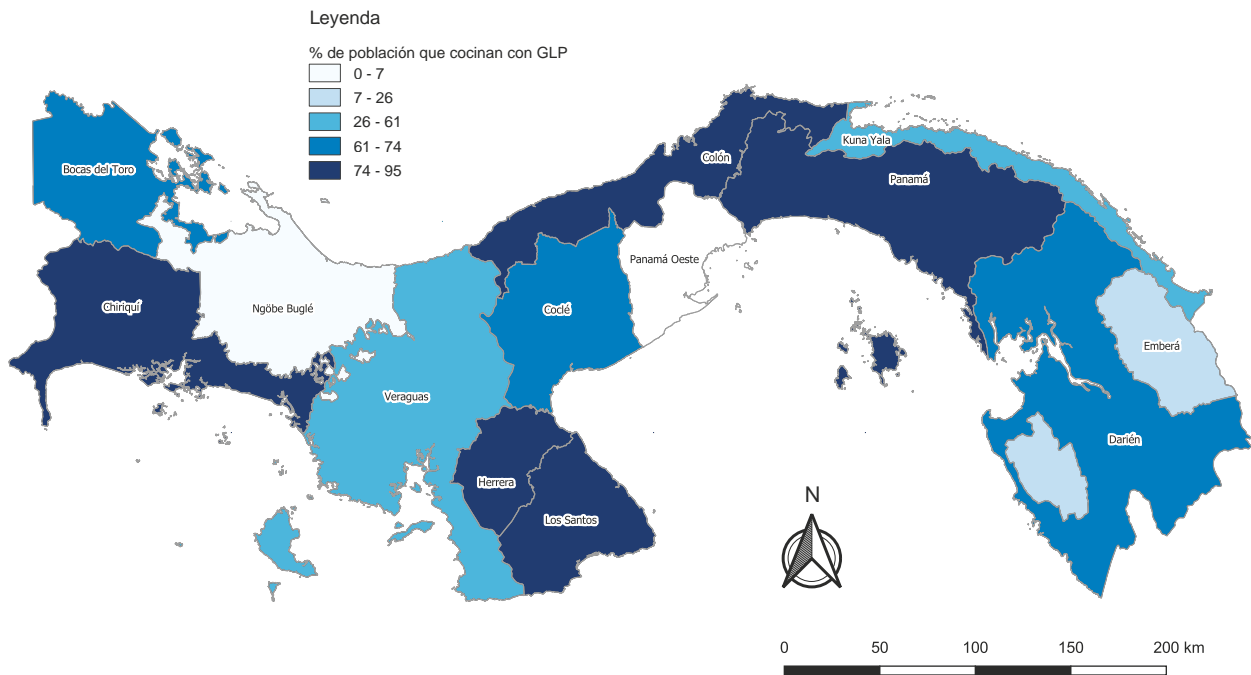 Leyenda
% de población que cocinan con GLP
0 - 7
7 - 26
26 - 61
61 - 74
74 - 95
Bocas del Toro
Colón
Kuna Yala
Panamá
Panamá Oeste
Chiriquí
Ngöbe Buglé
Coclé
Emberá
Veraguas
Darién
Herrera
Los Santos
N
0 50 100 150 200 km